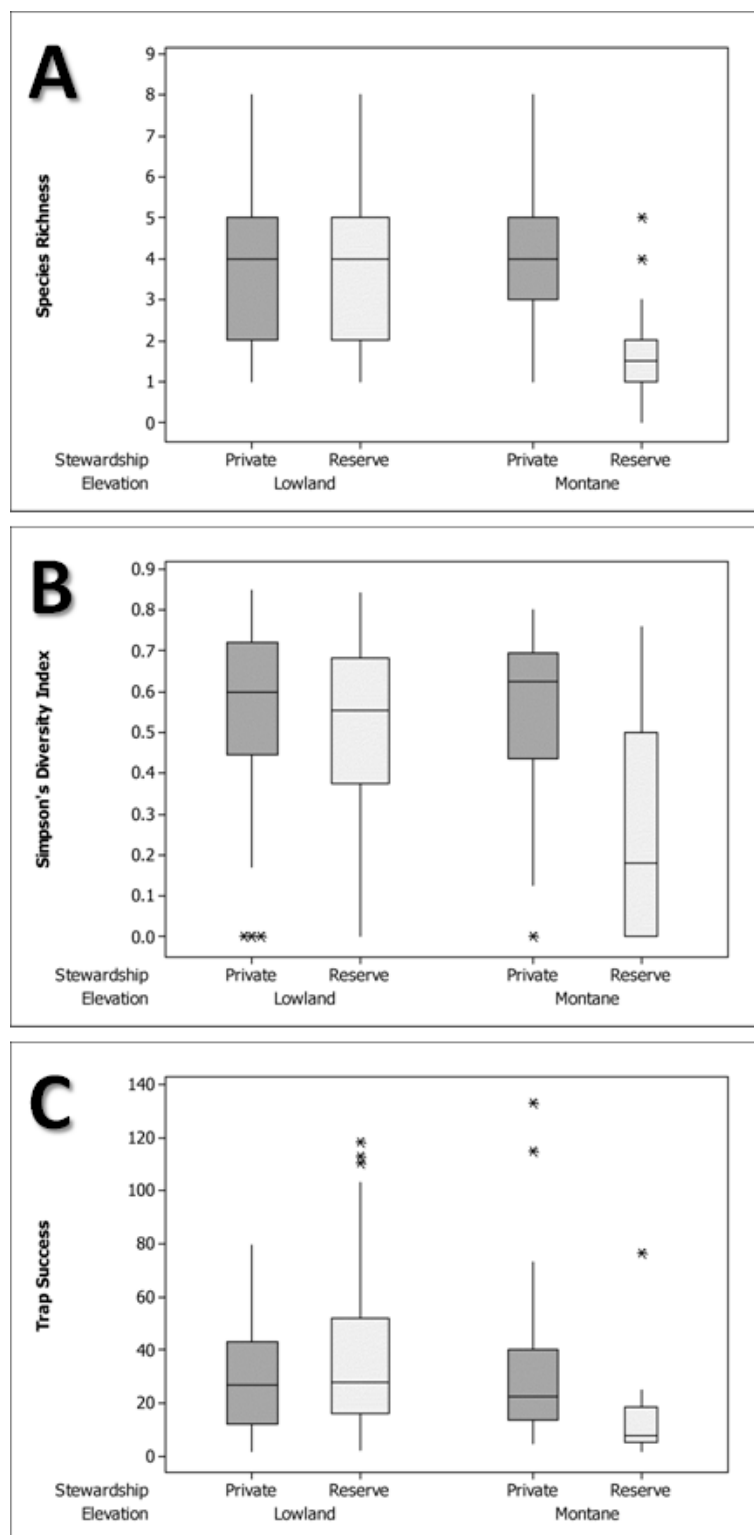 A
Species Richness
9
8
7
6
5
4
3
2
1
0
Stewardship Private Reserve Private Reserve
Elevation Lowland Montane
B
Simpson's Diversity Index
0.9
0.8
0.7
0.6
0.5
0.4
0.3
0.2
0.1
0.0
Stewardship Private Reserve Private Reserve
Elevation Lowland Montane
C
Trap Success
140
120
100
80
60
40
20
0
Stewardship Private Reserve Private Reserve
Elevation Lowland Montane